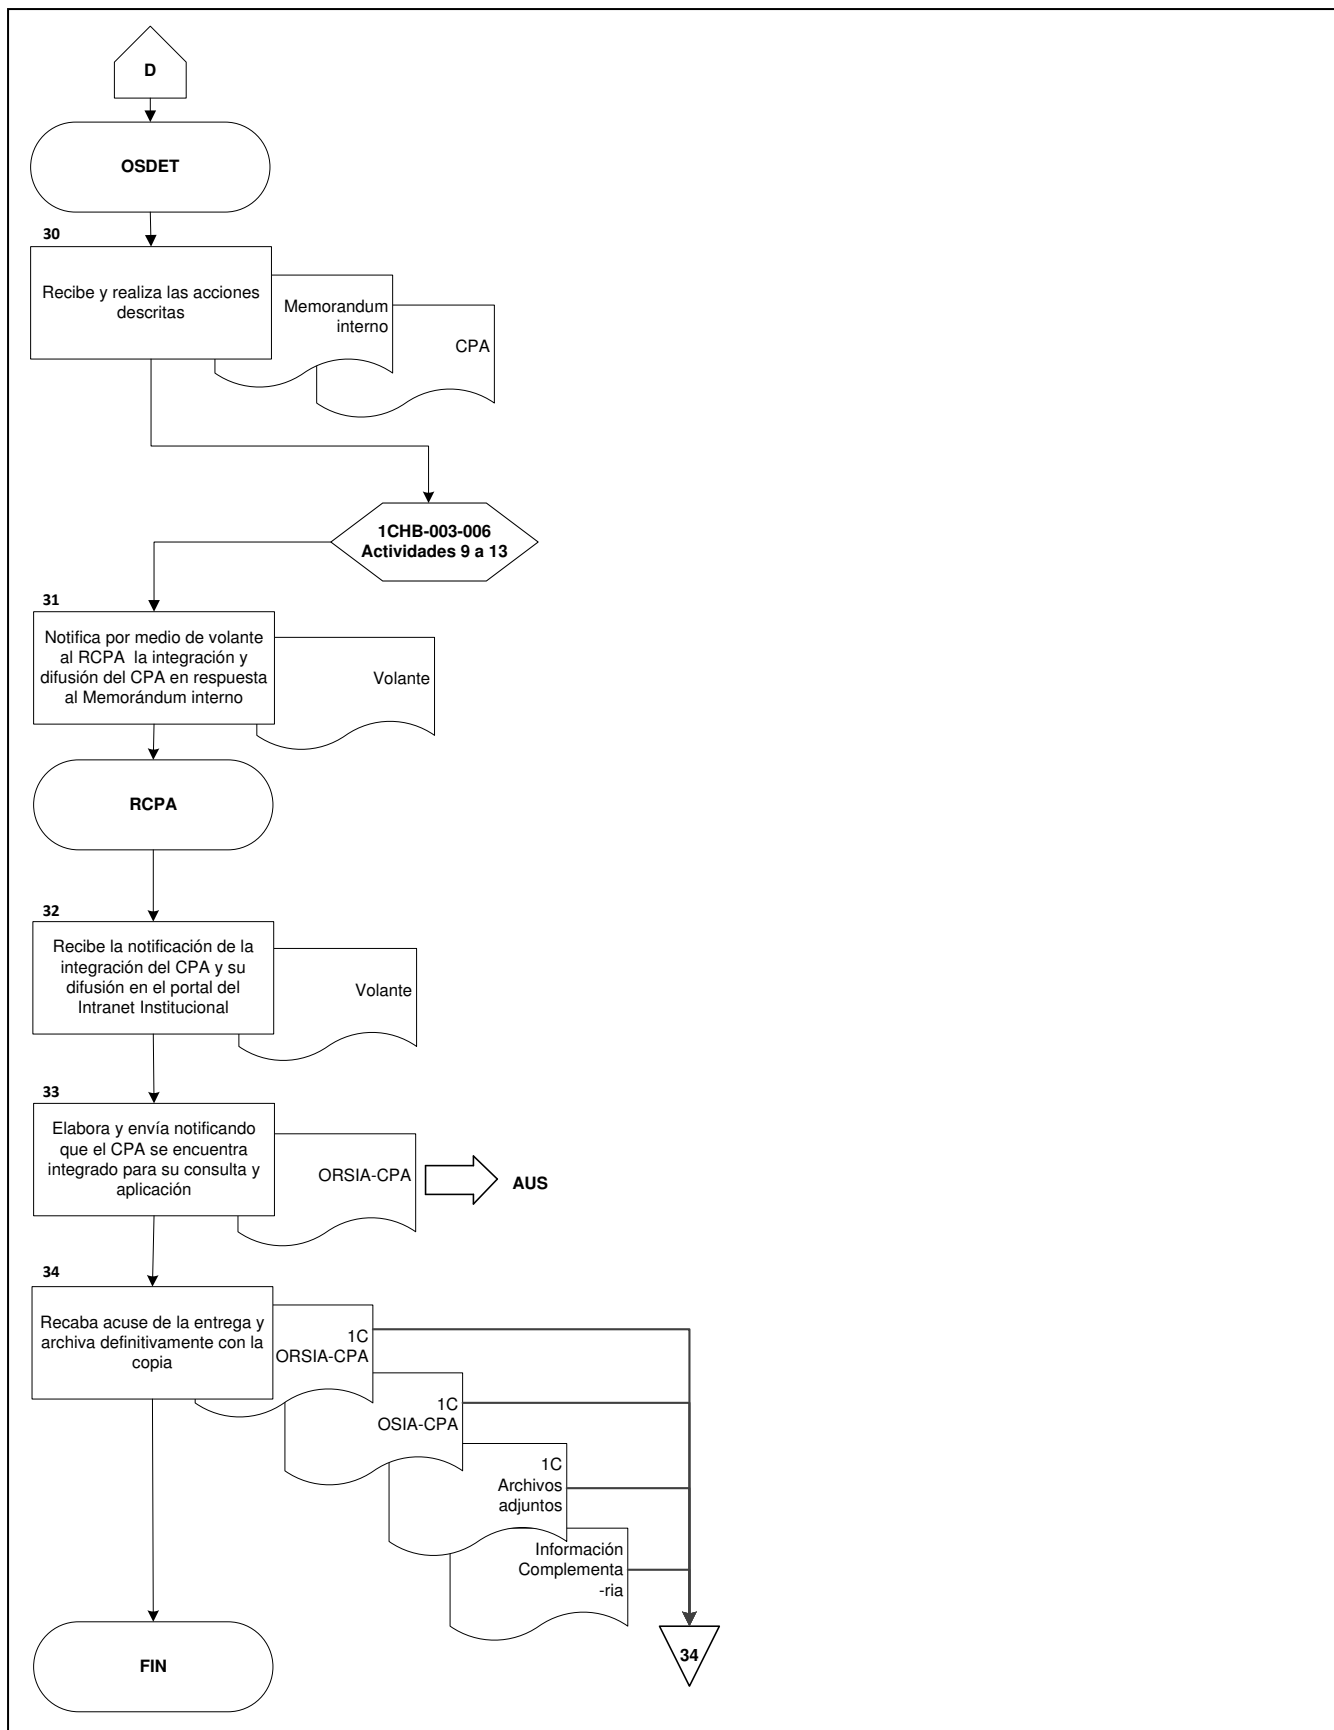 D
OSDET
30
Recibe y realiza las acciones
descritas
Memorandum
interno
CPA
1CHB-003-006
Actividades 9 a 13
31
Notifica por medio de volante
al RCPA la integración y
difusión del CPA en respuesta
al Memorándum interno
Volante
RCPA
32
Recibe la notificación de la
integración del CPA y su
difusión en el portal del
Intranet Institucional
Volante
33
Elabora y envía notificando
que el CPA se encuentra
integrado para su consulta y
aplicación
ORSIA-CPA
AUS
34
Recaba acuse de la entrega y
archiva definitivamente con la
copia
1C
ORSIA-CPA
1C
OSIA-CPA
1C
Archivos
adjuntos
Información
Complementa
-ria
34
FIN